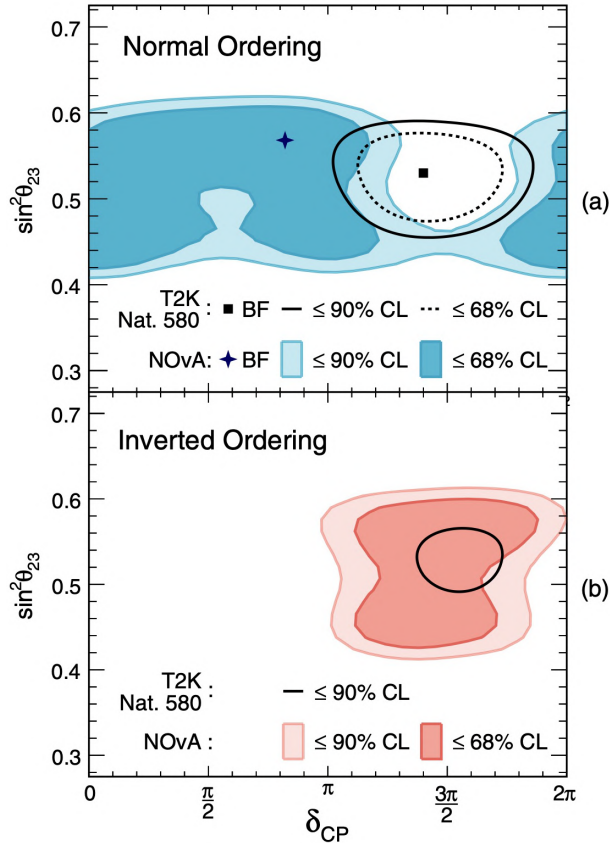 0.7
Normal Ordering
0.6
0.5
sin²θ₂₃
(a)
0.4
T2K Nat. 580 : BF ≤ 90% CL ≤ 68% CL
NOvA: BF ≤ 90% CL ≤ 68% CL
0.3
0.7
Inverted Ordering
0.6
0.5
sin²θ₂₃
(b)
0.4
T2K Nat. 580 : ≤ 90% CL
NOvA : ≤ 90% CL ≤ 68% CL
0.3
0 π/2 π 3π/2 2π
δCP